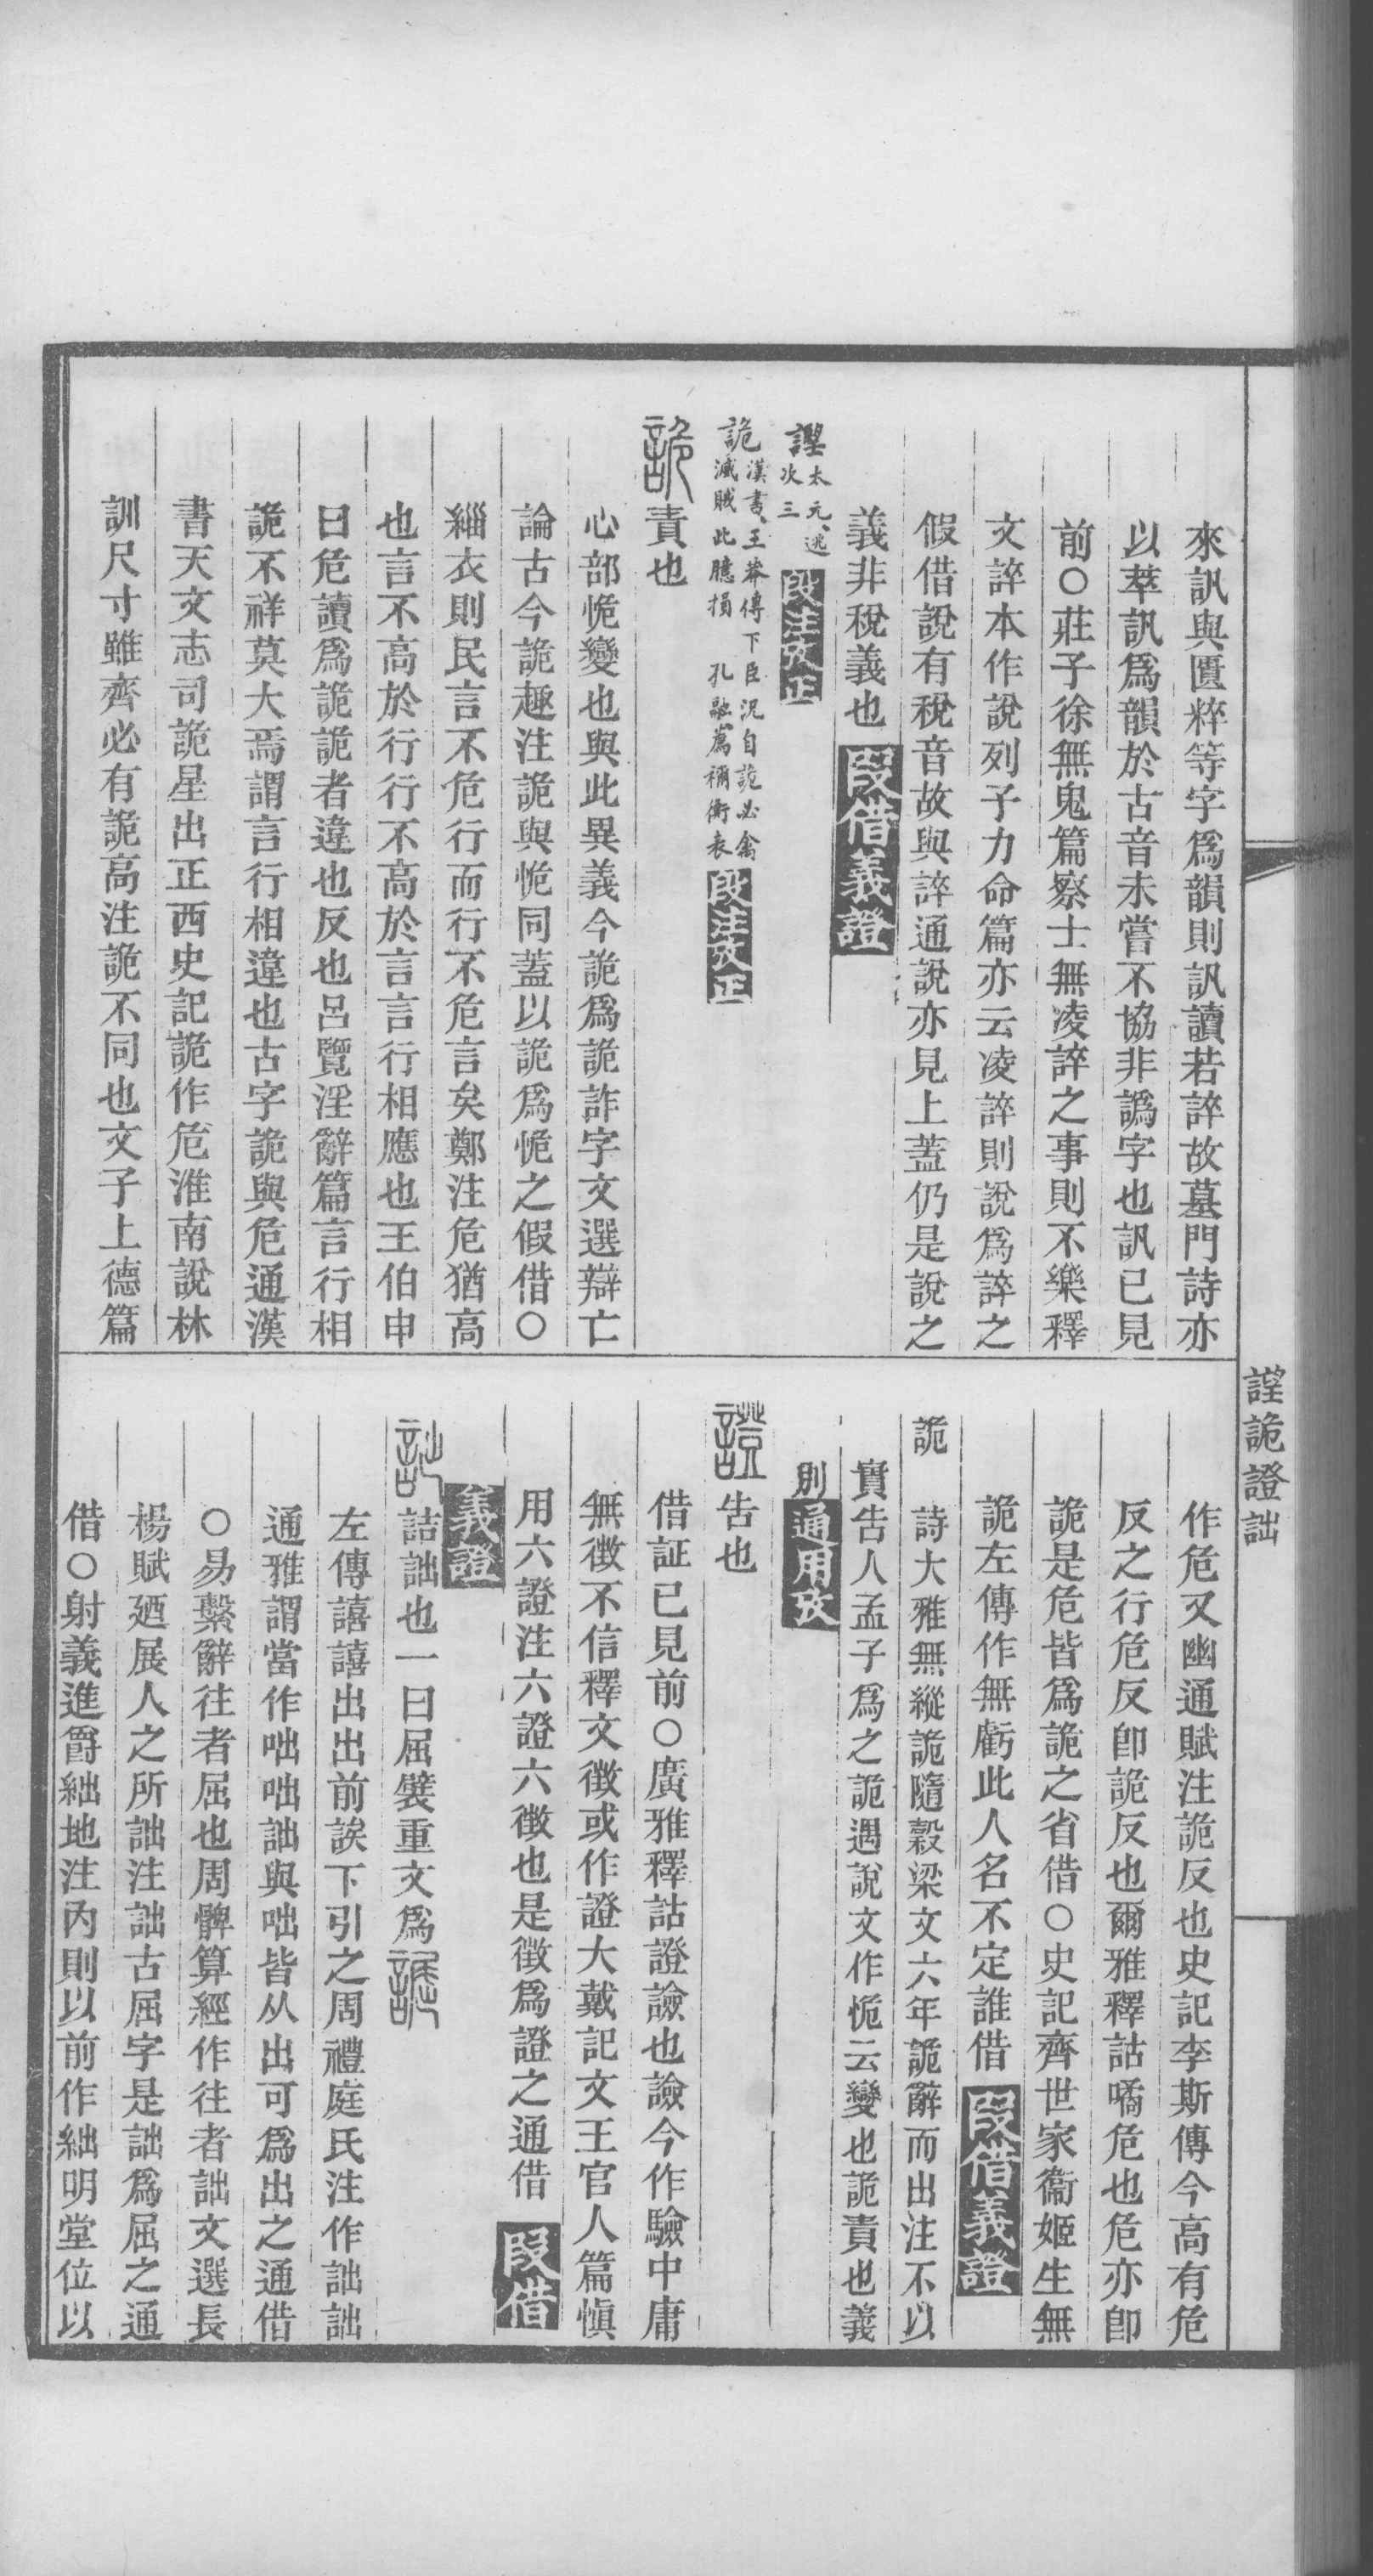 來訊與匱粹等字爲韻則訊讀若誶故墓門詩亦
以萃訊爲韻於古音未嘗不協非譌字也訊已見
前○莊子徐無鬼篇察士無凌誶之事則不樂釋
文誶本作說列子力命篇亦云凌誶則說爲誶之
假借說有稅音故與誶通說亦見上蓋仍是說之
義非稅義也 段借義證
謹太元逃次三段注攷正
詭漢書王莽傳下臣況自詭必禽滅賊此臆損 孔融薦禰衡表段注攷正
詭責也
心部恑變也與此異義今詭爲詭詐字文選辯亡
論古今詭趣注詭與恑同蓋以詭爲恑之假借○
緇衣則民言不危行而行不危言矣鄭注危猶高
也言不高於行行不高於言言行相應也王伯申
曰危讀爲詭詭者違也反也呂覽淫辭篇言行相
詭不祥莫大焉謂言行相違也古字詭與危通漢
書天文志司詭星出正西史記詭作危淮南說林
訓尺寸雖齊必有詭高注詭不同也文子上德篇
作危又幽通賦注詭反也史記李斯傳今高有危
反之行危反卽詭反也爾雅釋詁噊危也危亦卽
詭是危皆爲詭之省借○史記齊世家衞姬生無
詭左傳作無虧此人名不定誰借 段借義證
詭 詩大雅無縱詭隨穀梁文六年詭辭而出注不以
實告人孟子爲之詭遇說文作恑云變也詭責也義
別通用攷
證告也
借証已見前○廣雅釋詁證譣也譣今作驗中庸
無徵不信釋文徵或作證大戴記文王官人篇愼
用六證注六證六徵也是徵爲證之通借 段借
義證
詘詰詘也一曰屈襞重文爲誳
左傳譆譆出出前誒下引之周禮庭氏注作詘詘
通雅謂當作咄咄詘與咄皆从出可爲出之通借
○易繫辭往者屈也周髀算經作往者詘文選長
楊賦廼展人之所詘注詘古屈字是詘爲屈之通
借○射義進爵絀地注內則以前作絀明堂位以
謹詭證詘